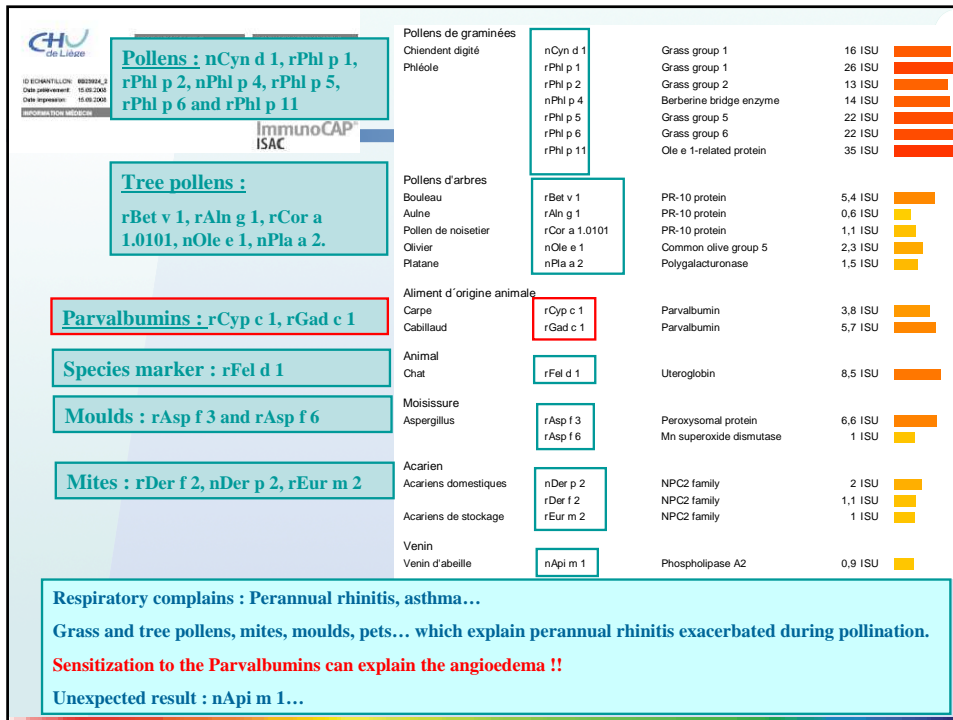 CHU
de Liège
ID ECHANTILLON: 0023924_2
Date prélèvement: 15.09.2008
Date impression: 15.09.2008
INFORMATION MÉDECIN
ImmunoCAP®
ISAC
Pollens : nCyn d 1, rPhl p 1,
rPhl p 2, nPhl p 4, rPhl p 5,
rPhl p 6 and rPhl p 11
Pollens de graminées
Chiendent digité nCyn d 1 Grass group 1 16 ISU
Phléole rPhl p 1 Grass group 1 26 ISU
rPhl p 2 Grass group 2 13 ISU
nPhl p 4 Berberine bridge enzyme 14 ISU
rPhl p 5 Grass group 5 22 ISU
rPhl p 6 Grass group 6 22 ISU
rPhl p 11 Ole e 1-related protein 35 ISU
Tree pollens :
rBet v 1, rAln g 1, rCor a
1.0101, nOle e 1, nPla a 2.
Pollens d'arbres
Bouleau rBet v 1 PR-10 protein 5,4 ISU
Aulne rAln g 1 PR-10 protein 0,6 ISU
Pollen de noisetier rCor a 1.0101 PR-10 protein 1,1 ISU
Olivier nOle e 1 Common olive group 5 2,3 ISU
Platane nPla a 2 Polygalacturonase 1,5 ISU
Parvalbumins : rCyp c 1, rGad c 1
Aliment d´origine animale
Carpe rCyp c 1 Parvalbumin 3,8 ISU
Cabillaud rGad c 1 Parvalbumin 5,7 ISU
Species marker : rFel d 1
Animal
Chat rFel d 1 Uteroglobin 8,5 ISU
Moulds : rAsp f 3 and rAsp f 6
Moisissure
Aspergillus rAsp f 3 Peroxysomal protein 6,6 ISU
rAsp f 6 Mn superoxide dismutase 1 ISU
Mites : rDer f 2, nDer p 2, rEur m 2
Acarien
Acariens domestiques nDer p 2 NPC2 family 2 ISU
rDer f 2 NPC2 family 1,1 ISU
Acariens de stockage rEur m 2 NPC2 family 1 ISU
Venin
Venin d'abeille nApi m 1 Phospholipase A2 0,9 ISU
Respiratory complains : Perannual rhinitis, asthma…
Grass and tree pollens, mites, moulds, pets… which explain perannual rhinitis exacerbated during pollination.
Sensitization to the Parvalbumins can explain the angioedema !!
Unexpected result : nApi m 1…